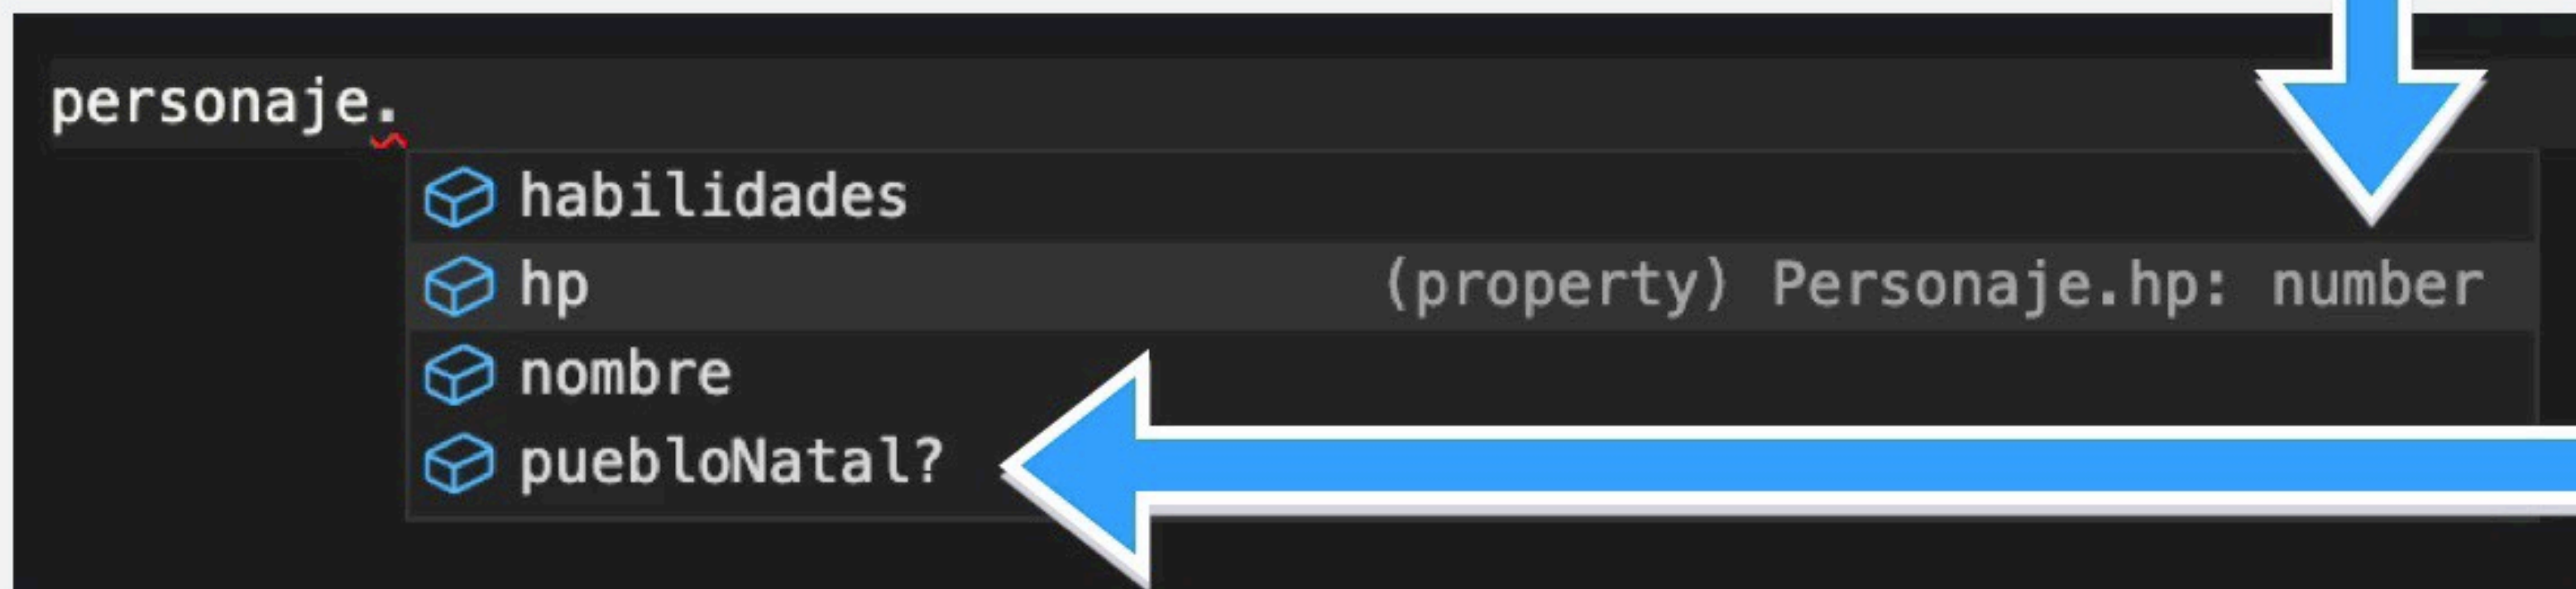 personaje.
habilidades
hp (property) Personaje.hp: number
nombre
puebloNatal?